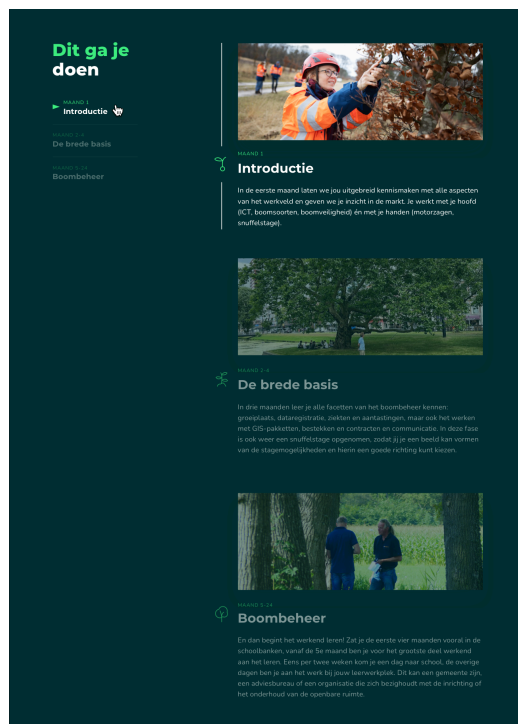 Dit ga je
doen
MAAND 1
Introductie
MAAND 2-4
De brede basis
MAAND 5-24
Boombeheer
MAAND 1
Introductie
In de eerste maand laten we jou uitgebreid kennismaken met alle aspecten
van het werkveld en geven we je inzicht in de markt. Je werkt met je hoofd
(ICT, boomsoorten, boomveiligheid) én met je handen (motorzagen,
snuffelstage).
MAAND 2-4
De brede basis
In drie maanden leer je alle facetten van het boombeheer kennen:
groeiplaats, dataregistratie, ziekten en aantastingen, maar ook het werken
met GIS-pakketten, bestekken en contracten en communicatie. In deze fase
is ook weer een snuffelstage opgenomen, zodat jij je een beeld kan vormen
van de stagemogelijkheden en hierin een goede richting kunt kiezen.
MAAND 5-24
Boombeheer
En dan begint het werkend leren! Zat je de eerste vier maanden vooral in de
schoolbanken, vanaf de 5e maand ben je voor het grootste deel werkend
aan het leren. Eens per twee weken kom je een dag naar school, de overige
dagen ben je aan het werk bij jouw leerwerkplek. Dit kan een gemeente zijn,
een adviesbureau of een organisatie die zich bezighoudt met de inrichting of
het onderhoud van de openbare ruimte.